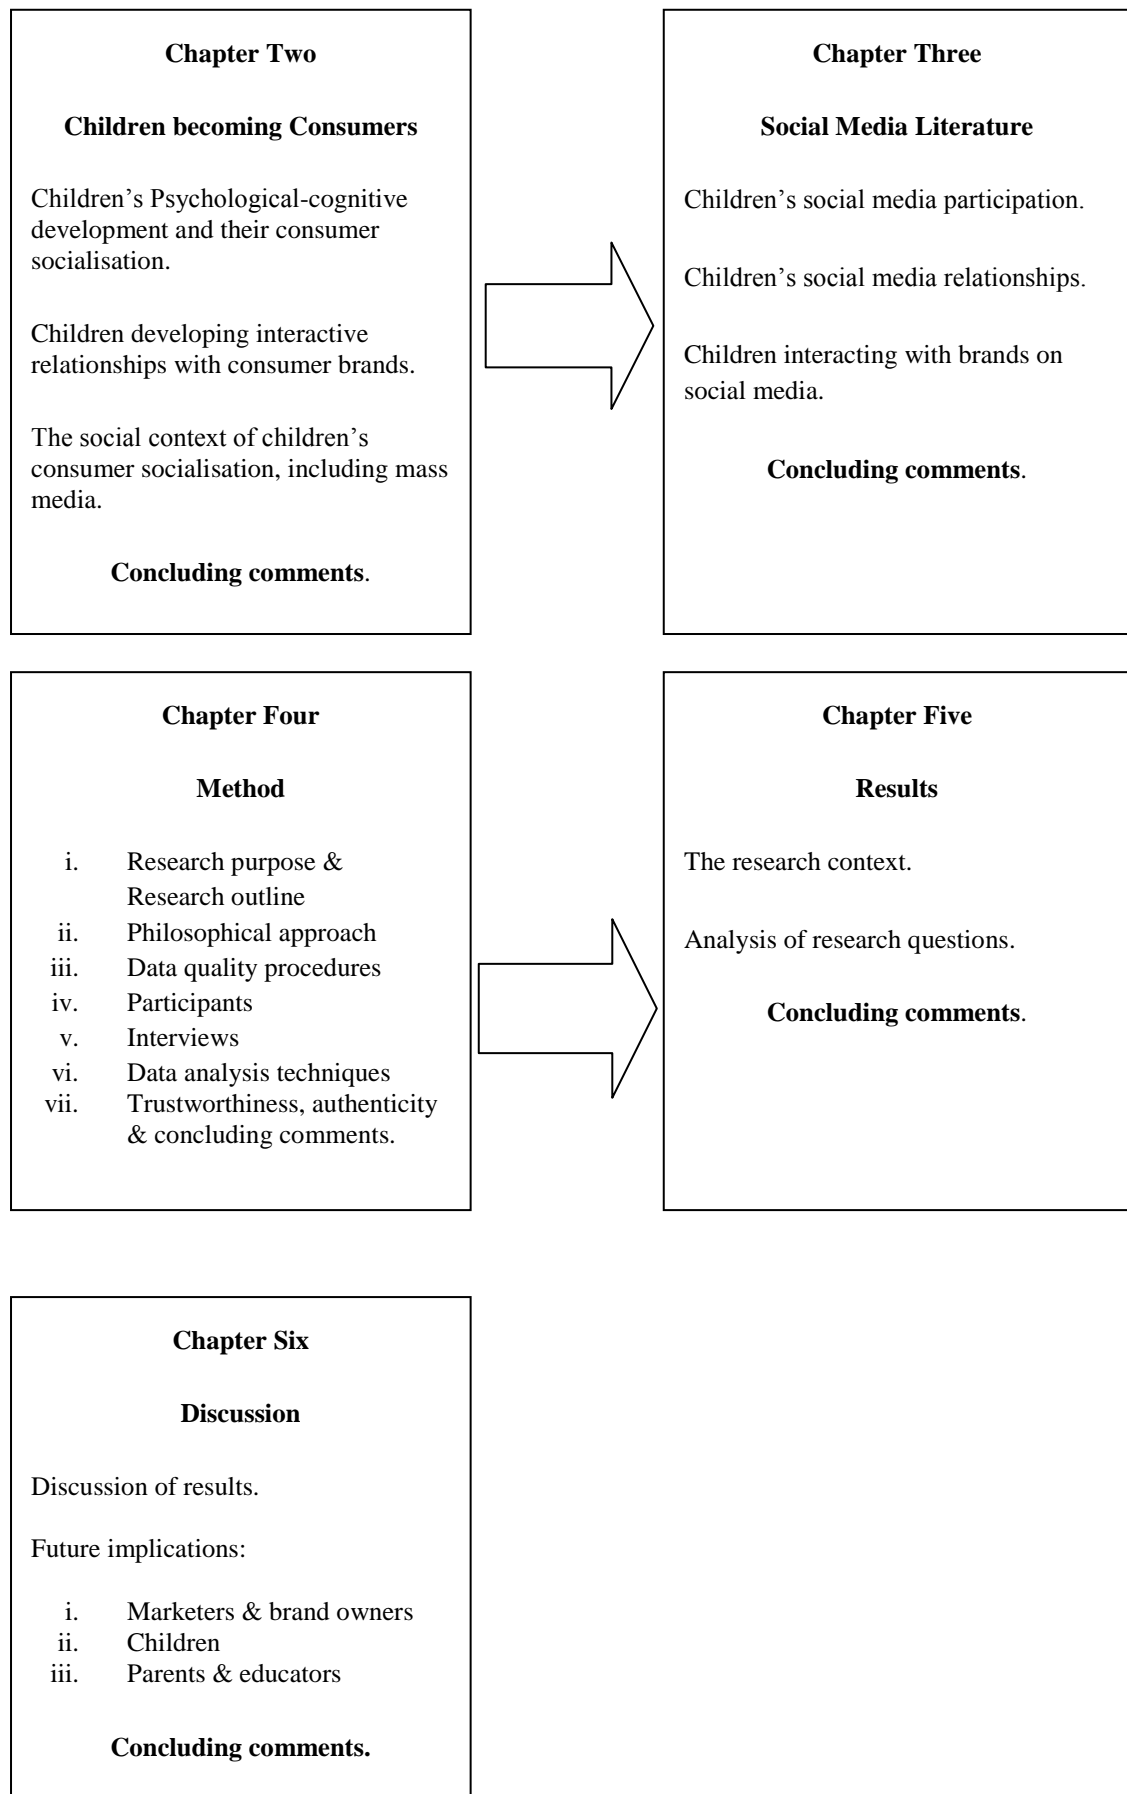 Chapter Two
Children becoming Consumers
Children’s Psychological-cognitive
development and their consumer
socialisation.
Children developing interactive
relationships with consumer brands.
The social context of children’s
consumer socialisation, including mass
media.
Concluding comments.
Chapter Three
Social Media Literature
Children’s social media participation.
Children’s social media relationships.
Children interacting with brands on
social media.
Concluding comments.
Chapter Four
Method
i. Research purpose &
Research outline
ii. Philosophical approach
iii. Data quality procedures
iv. Participants
v. Interviews
vi. Data analysis techniques
vii. Trustworthiness, authenticity
& concluding comments.
Chapter Five
Results
The research context.
Analysis of research questions.
Concluding comments.
Chapter Six
Discussion
Discussion of results.
Future implications:
i. Marketers & brand owners
ii. Children
iii. Parents & educators
Concluding comments.